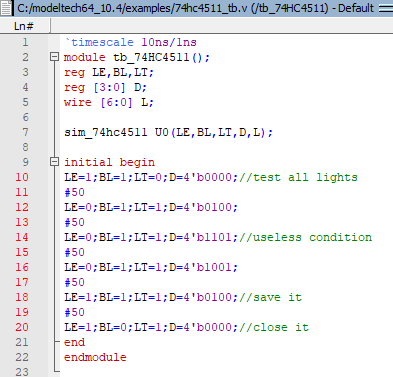 C:/modeltech64_10.4/examples/74hc4511_tb.v (/tb_74HC4511) - Default
Ln#
1 `timescale 10ns/1ns
2 module tb_74HC4511();
3 reg LE,BL,LT;
4 reg [3:0] D;
5 wire [6:0] L;
6
7 sim_74hc4511 U0(LE,BL,LT,D,L);
8
9 initial begin
10 LE=1;BL=1;LT=0;D=4'b0000;//test all lights
11 #50
12 LE=0;BL=1;LT=1;D=4'b0100;
13 #50
14 LE=0;BL=1;LT=1;D=4'b1101;//useless condition
15 #50
16 LE=0;BL=1;LT=1;D=4'b1001;
17 #50
18 LE=1;BL=1;LT=1;D=4'b0100;//save it
19 #50
20 LE=1;BL=0;LT=1;D=4'b0000;//close it
21 end
22 endmodule
23